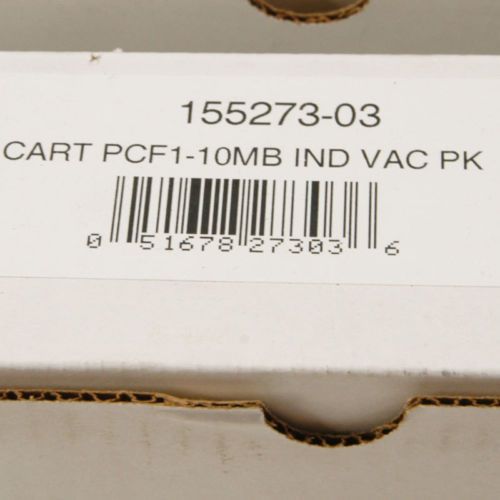 155273-03
CART PCF1-10MB IND VAC PK
0 51678 27303 6